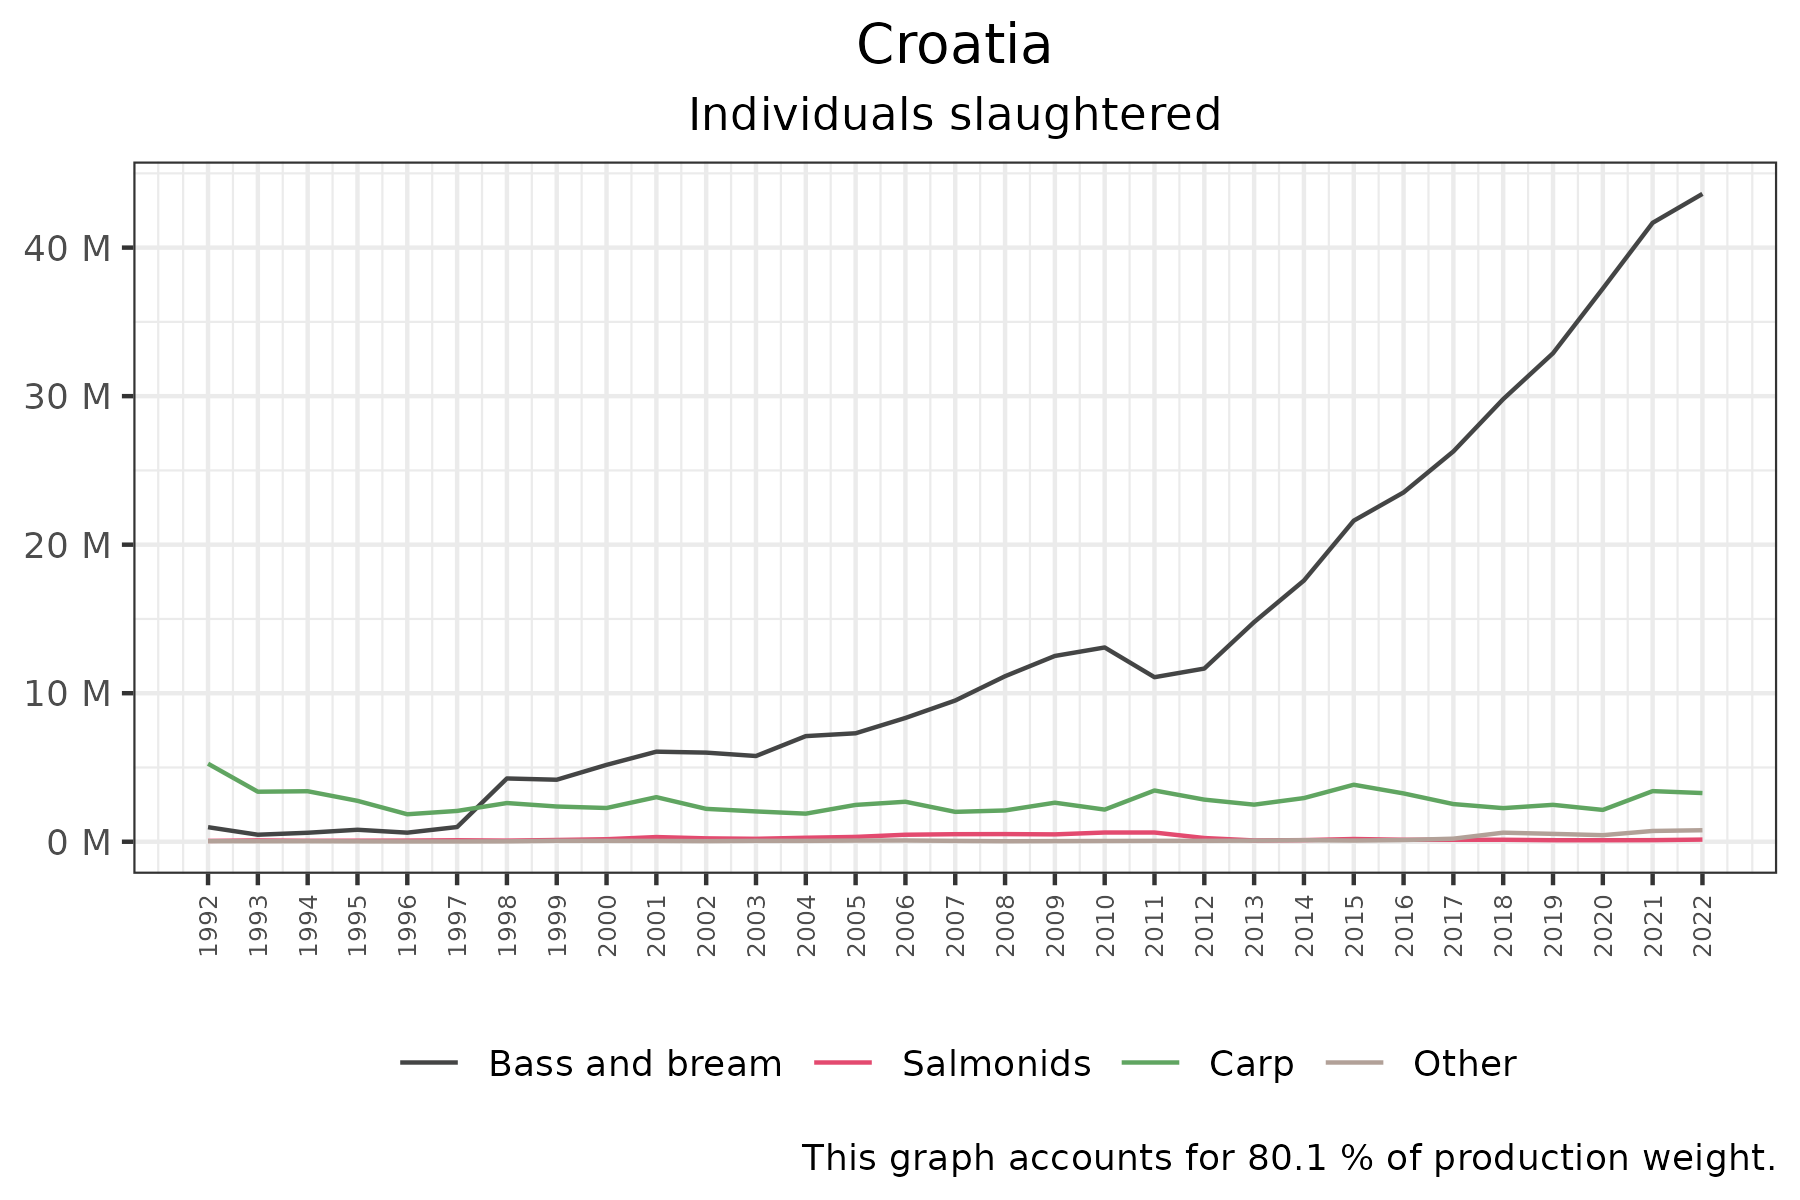 Croatia
Individuals slaughtered
40 M
30 M
20 M
10 M
0 M
1992 1993 1994 1995 1996 1997 1998 1999 2000 2001 2002 2003 2004 2005 2006 2007 2008 2009 2010 2011 2012 2013 2014 2015 2016 2017 2018 2019 2020 2021 2022
Bass and bream Salmonids Carp Other
This graph accounts for 80.1 % of production weight.